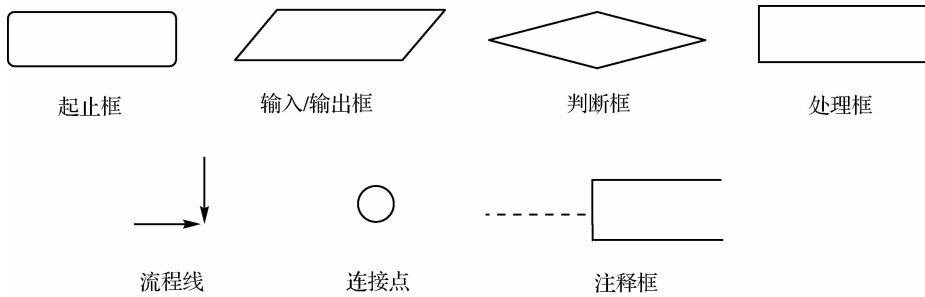 起止框
输入/输出框
判断框
处理框
流程线
连接点
注释框